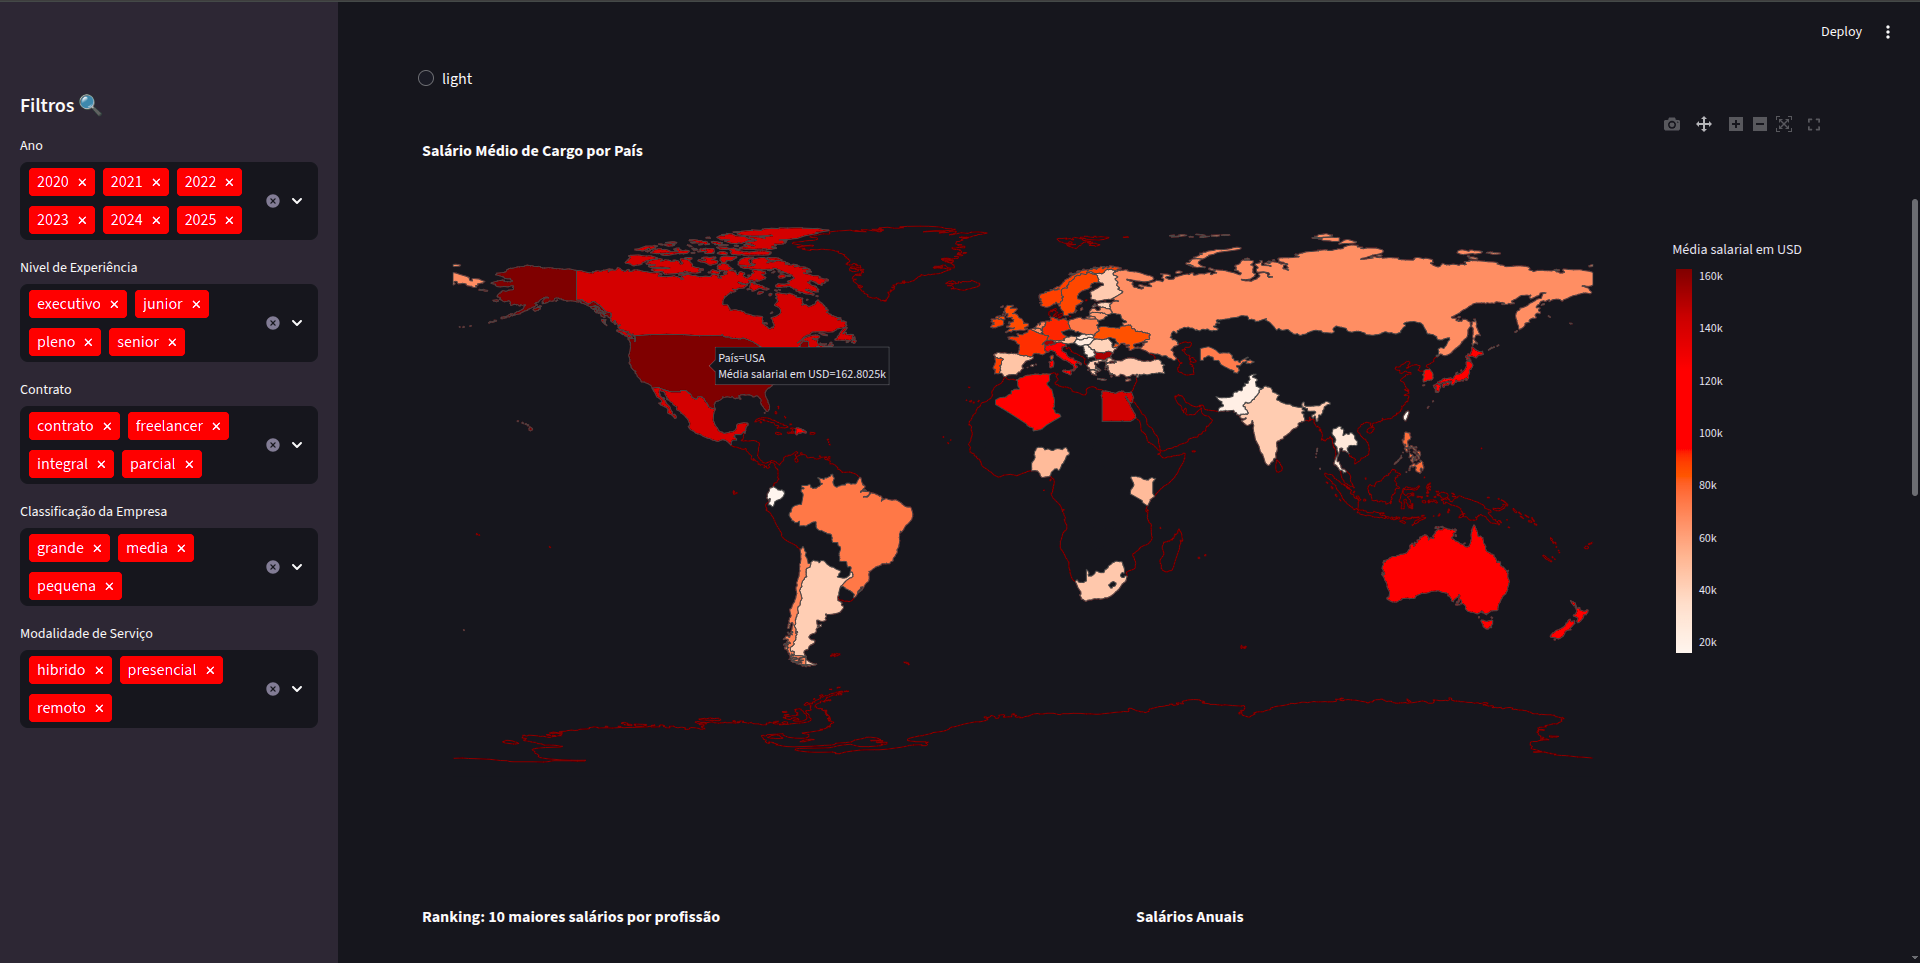 Deploy
light
Filtros
Ano
2020 × 2021 × 2022 ×
2023 × 2024 × 2025 ×
Nivel de Experiência
executivo × junior ×
pleno × senior ×
Contrato
contrato × freelancer ×
integral × parcial ×
Classificação da Empresa
grande × media ×
pequena ×
Modalidade de Serviço
hibrido × presencial ×
remoto ×
Salário Médio de Cargo por País
País=USA
Média salarial em USD=162.8025k
Média salarial em USD
160k
140k
120k
100k
80k
60k
40k
20k
Ranking: 10 maiores salários por profissão
Salários Anuais